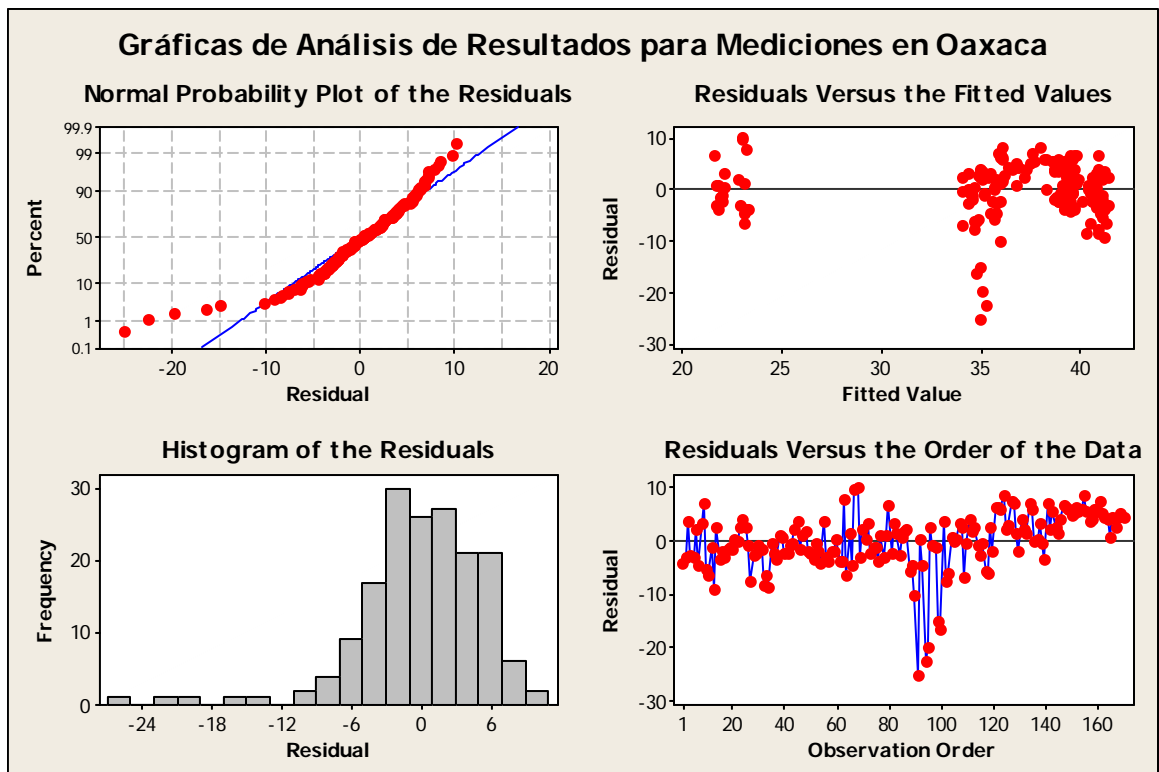 Gráficas de Análisis de Resultados para Mediciones en Oaxaca
Normal Probability Plot of the Residuals
99.9
99
90
50
10
1
0.1
Percent
-20 -10 0 10 20
Residual
Residuals Versus the Fitted Values
10
0
-10
-20
-30
Residual
20 25 30 35 40
Fitted Value
Histogram of the Residuals
30
20
10
0
Frequency
-24 -18 -12 -6 0 6
Residual
Residuals Versus the Order of the Data
10
0
-10
-20
-30
Residual
1 20 40 60 80 100 120 140 160
Observation Order